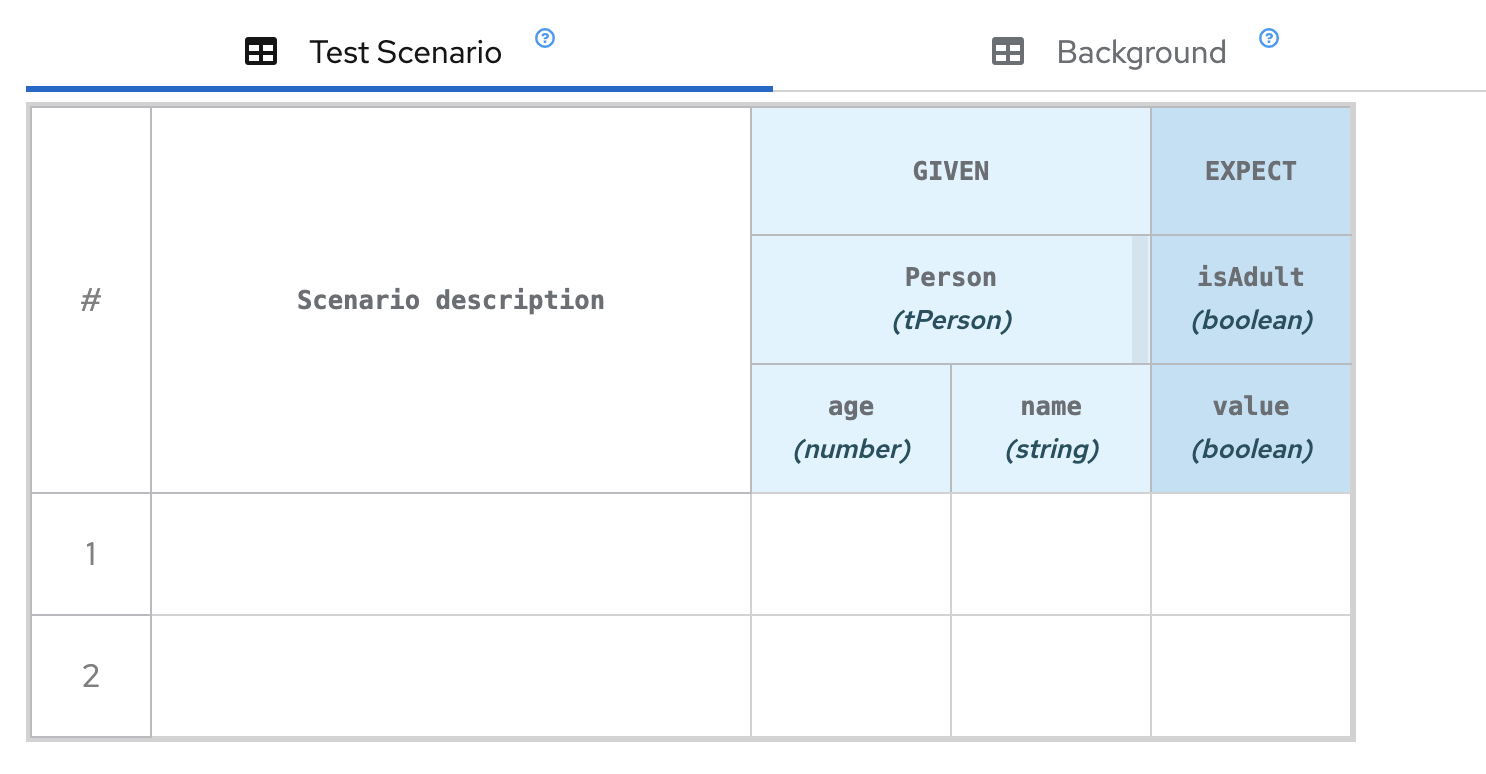 Test Scenario ?
Background ?
#
Scenario description
GIVEN
EXPECT
Person
(tPerson)
isAdult
(boolean)
age
(number)
name
(string)
value
(boolean)
1
2